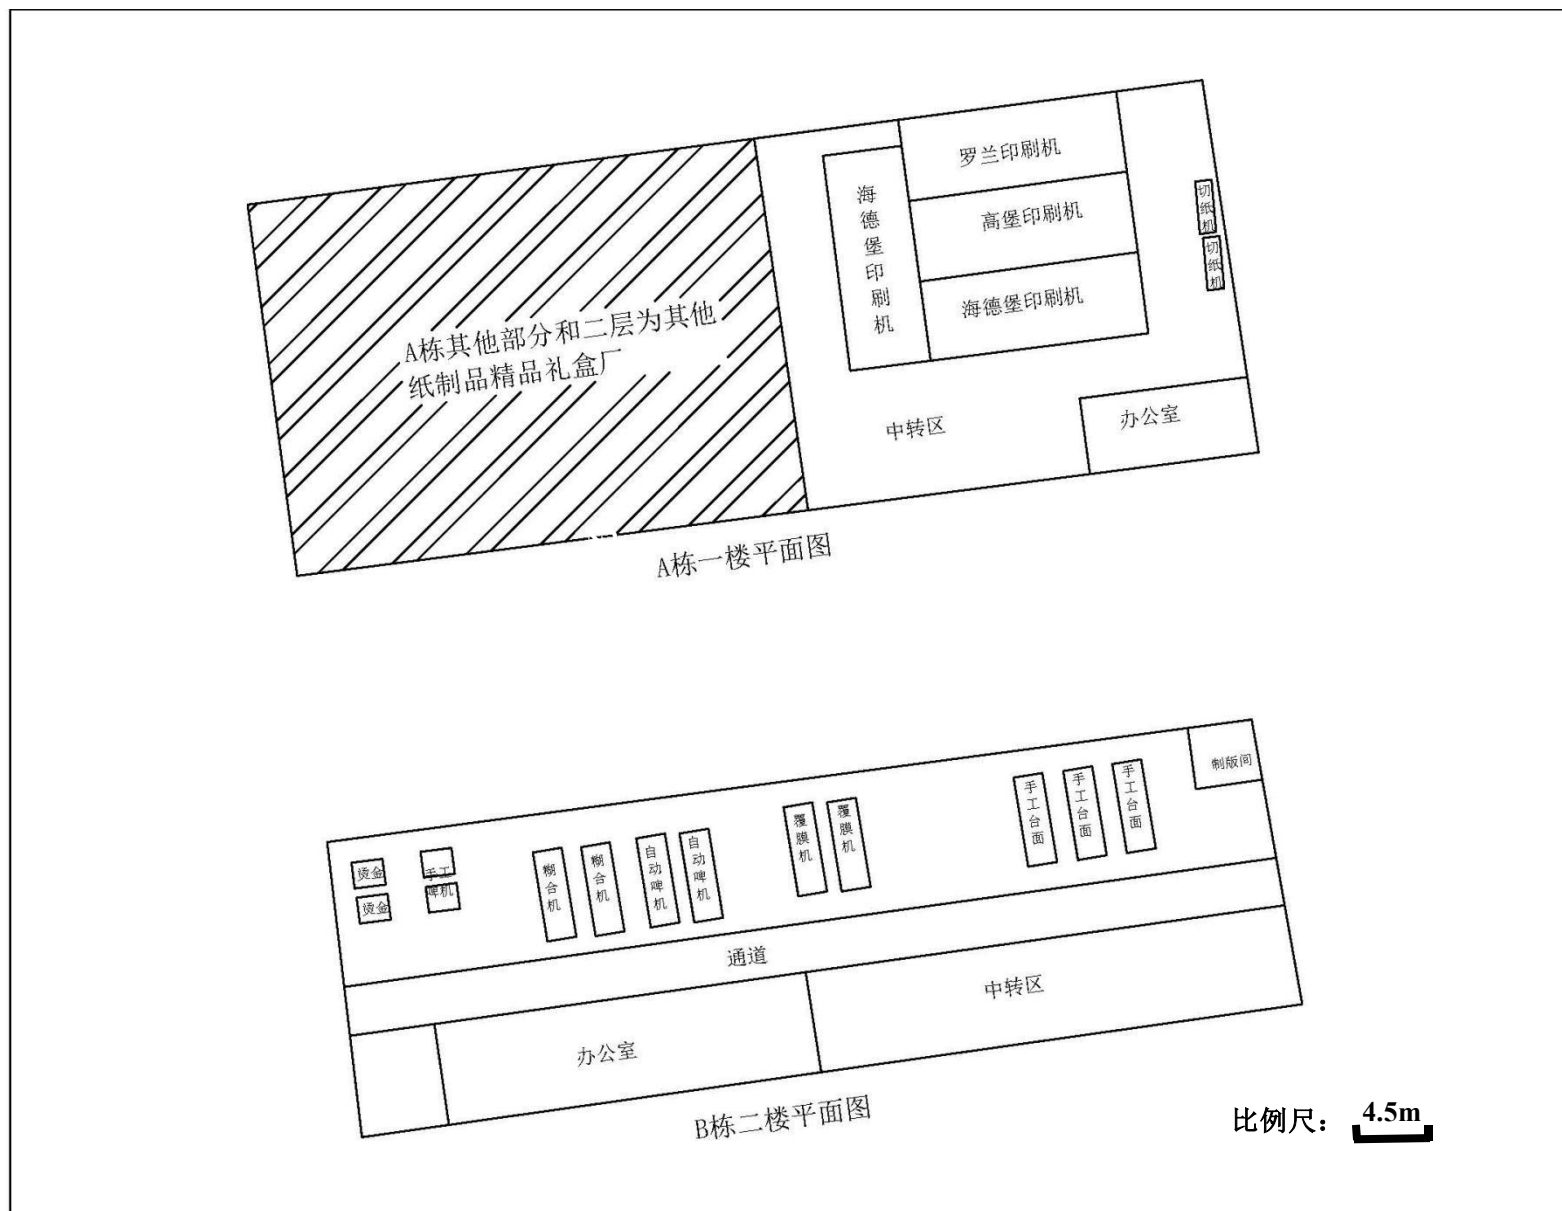 罗兰印刷机
海德堡印刷机
高堡印刷机
海德堡印刷机
切纸机
切纸机
A栋其他部分和二层为其他
纸制品精品礼盒厂
中转区
办公室
A栋一楼平面图
制版间
手工台面
手工台面
手工台面
覆膜机
覆膜机
自动啤机
自动啤机
糊合机
糊合机
手工
啤机
烫金
烫金
通道
中转区
办公室
B栋二楼平面图
比例尺: 4.5m